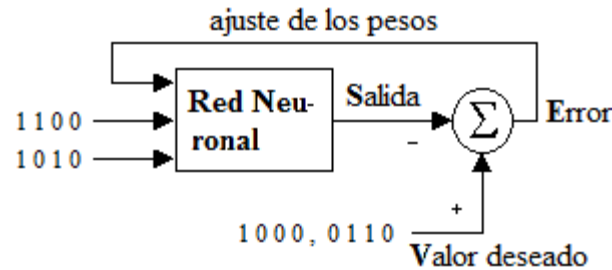 ajuste de los pesos
Red Neu-
ronal
Salida
Σ
Error
1100
1010
-
+
1000, 0110
Valor deseado